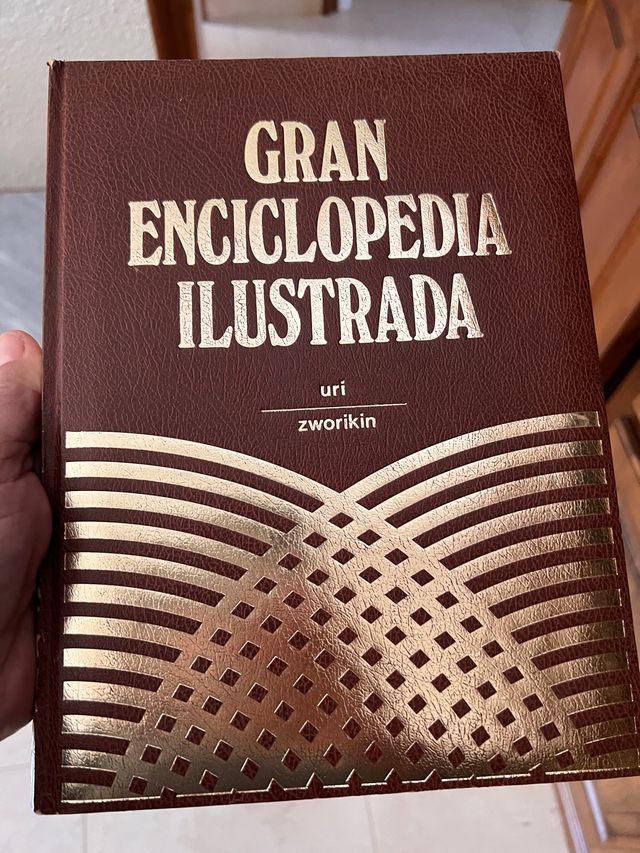 GRAN
ENCICLOPEDIA
ILUSTRADA
uri
zworikin